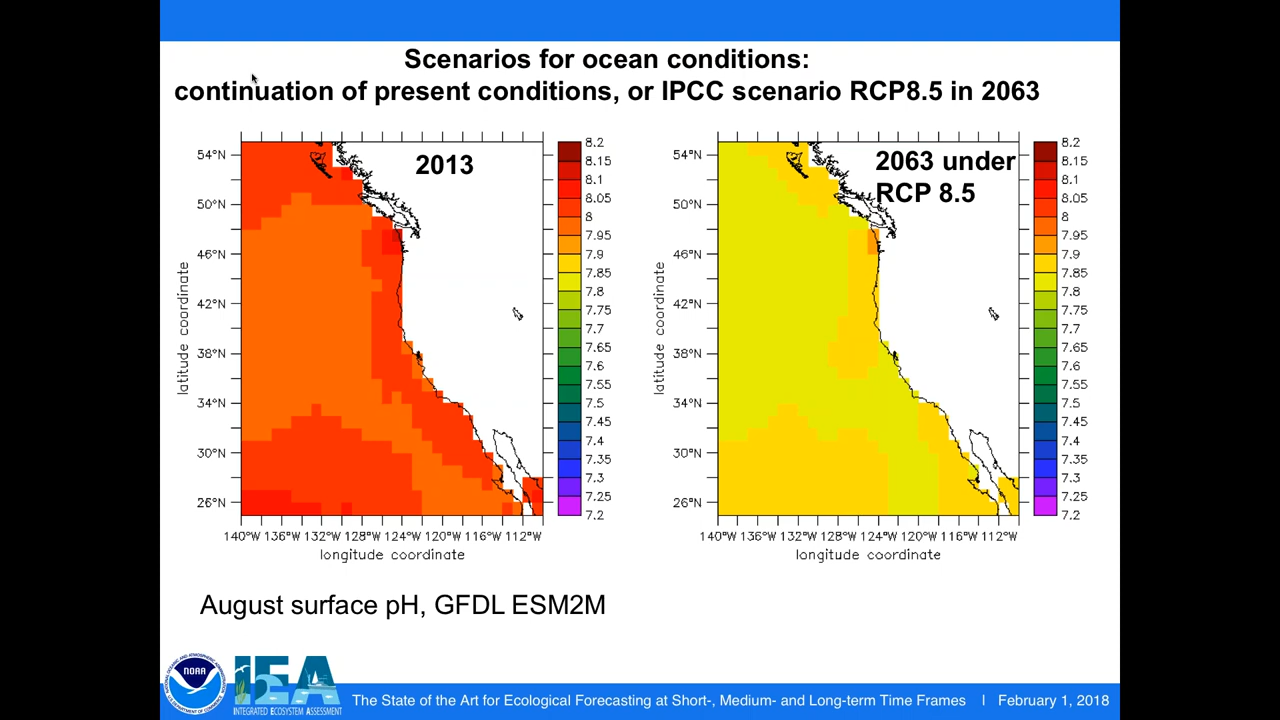 Scenarios for ocean conditions:
continuation of present conditions, or IPCC scenario RCP8.5 in 2063
2013
54°N
50°N
46°N
42°N
38°N
34°N
30°N
26°N
latitude coordinate
140°W 136°W 132°W 128°W 124°W 120°W 116°W 112°W
longitude coordinate
8.2
8.15
8.1
8.05
8
7.95
7.9
7.85
7.8
7.75
7.7
7.65
7.6
7.55
7.5
7.45
7.4
7.35
7.3
7.25
7.2
2063 under
RCP 8.5
54°N
50°N
46°N
42°N
38°N
34°N
30°N
26°N
latitude coordinate
140°W 136°W 132°W 128°W 124°W 120°W 116°W 112°W
longitude coordinate
8.2
8.15
8.1
8.05
8
7.95
7.9
7.85
7.8
7.75
7.7
7.65
7.6
7.55
7.5
7.45
7.4
7.35
7.3
7.25
7.2
August surface pH, GFDL ESM2M
NOAA
IEA
INTEGRATED ECOSYSTEM ASSESSMENT
The State of the Art for Ecological Forecasting at Short-, Medium- and Long-term Time Frames | February 1, 2018